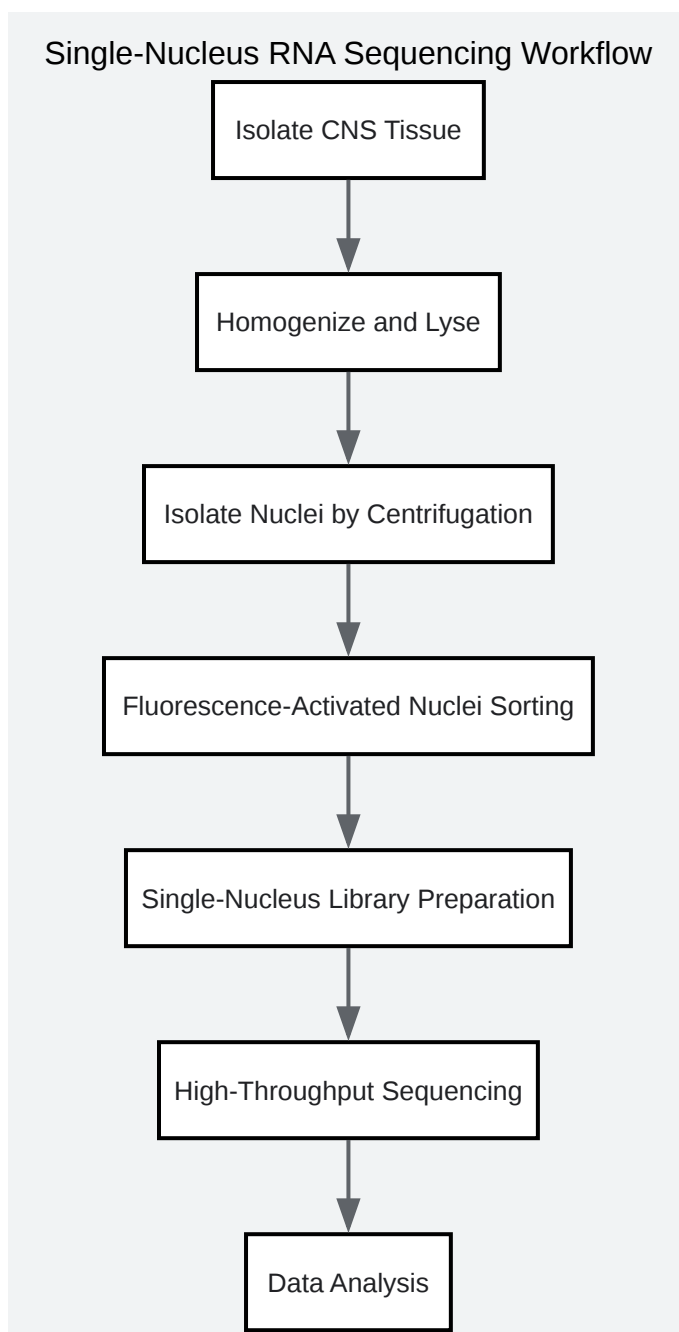 Single-Nucleus RNA Sequencing Workflow
Isolate CNS Tissue
Homogenize and Lyse
Isolate Nuclei by Centrifugation
Fluorescence-Activated Nuclei Sorting
Single-Nucleus Library Preparation
High-Throughput Sequencing
Data Analysis